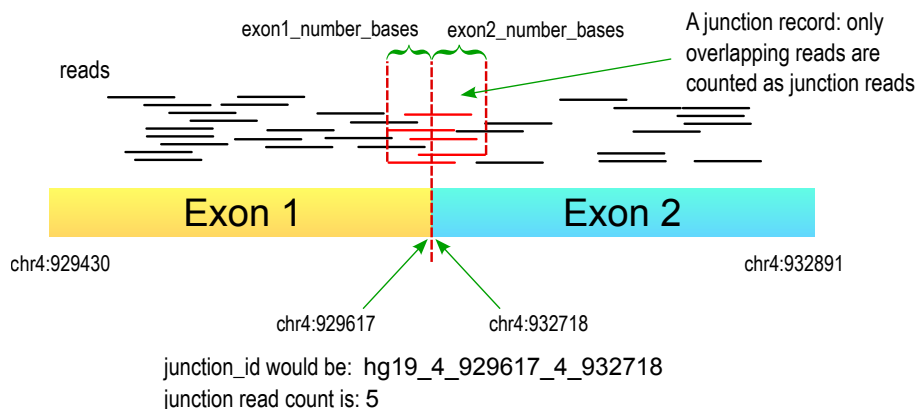 exon1_number_bases
exon2_number_bases
A junction record: only
overlapping reads are
counted as junction reads
reads
Exon 1
Exon 2
chr4:929430
chr4:932891
chr4:929617
chr4:932718
junction_id would be: hg19_4_929617_4_932718
junction read count is: 5